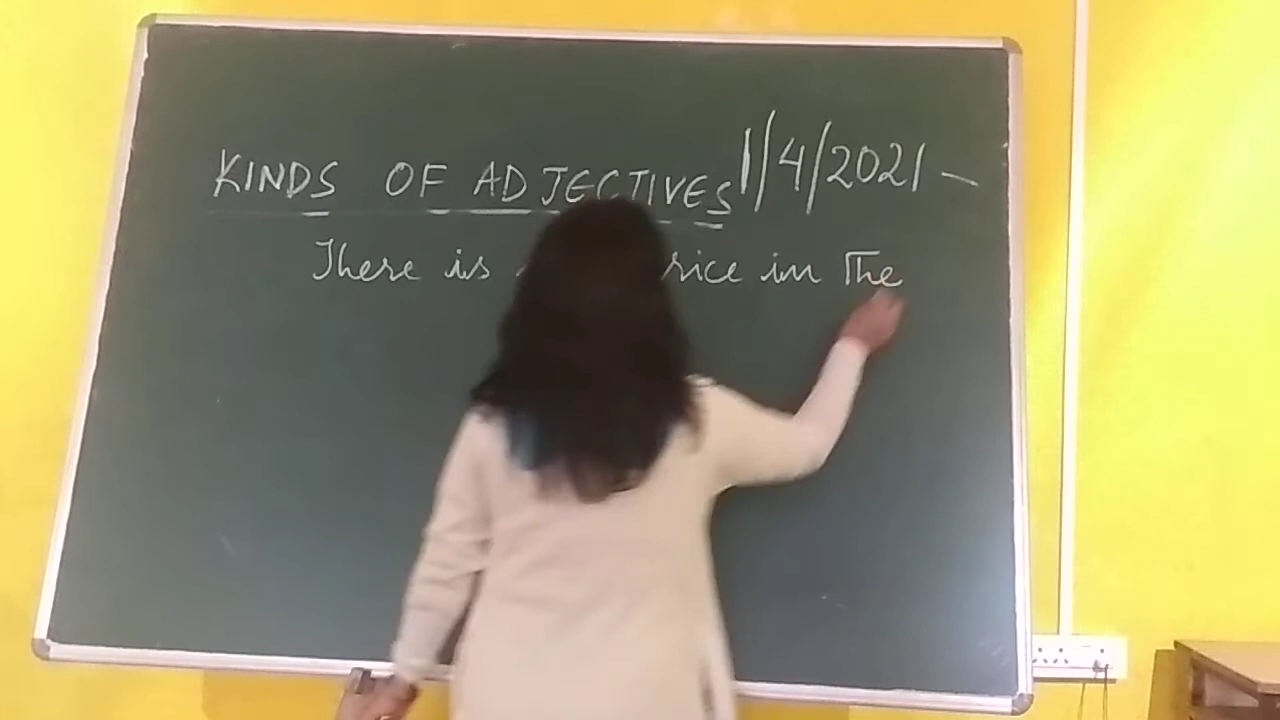 KINDS OF ADJECTIVES 1/4/2021 -
There is rice in The